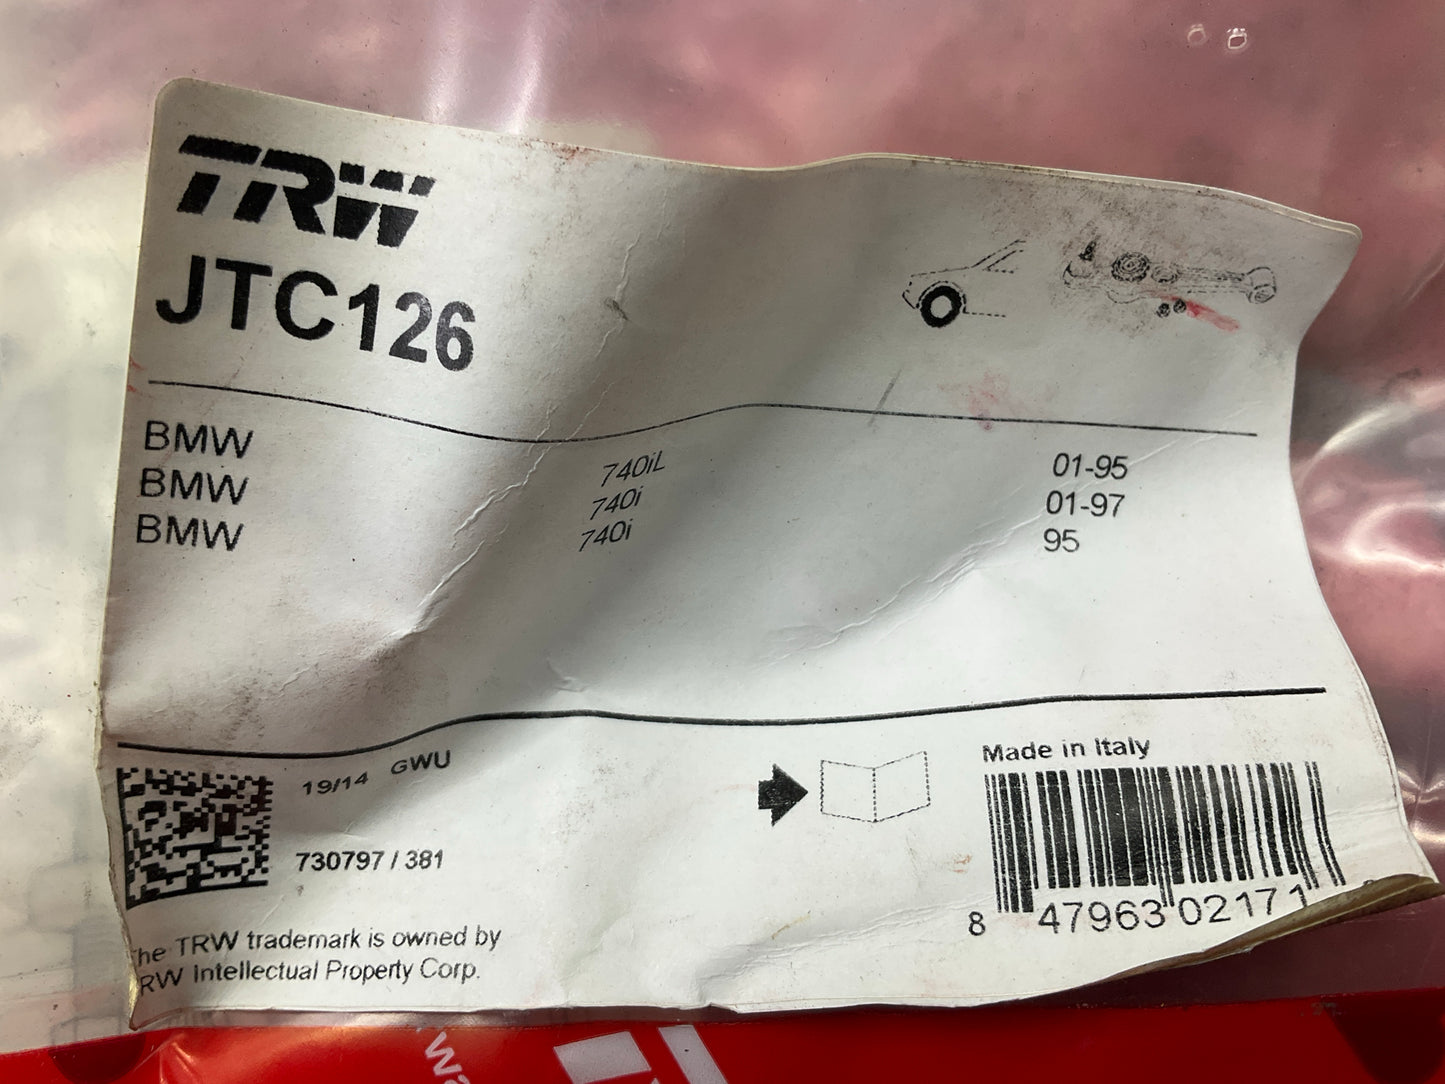 TRW
JTC126
BMW 740iL 01-95
BMW 740i 01-97
BMW 740i 95
19/14 GWU
730797 / 381
Made in Italy
8 47963 02171
he TRW trademark is owned by
RW Intellectual Property Corp.